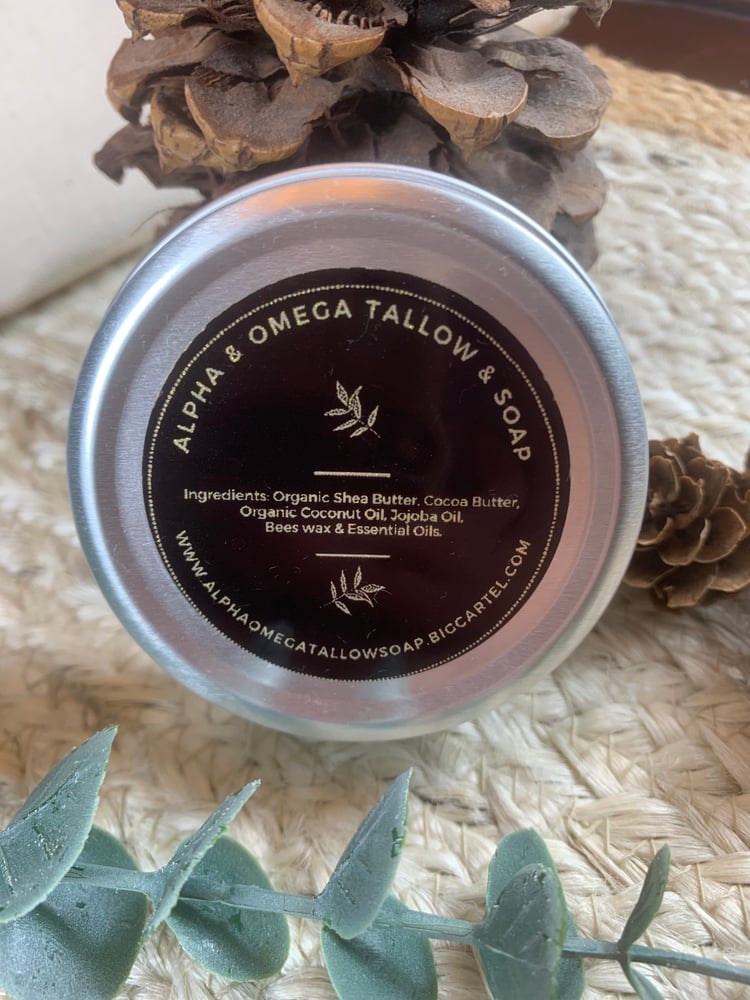 ALPHA & OMEGA TALLOW & SOAP
Ingredients: Organic Shea Butter, Cocoa Butter,
Organic Coconut Oil, Jojoba Oil,
Bees wax & Essential Oils.
WWW.ALPHAOMEGATALLOWSOAP.BIGCARTEL.COM